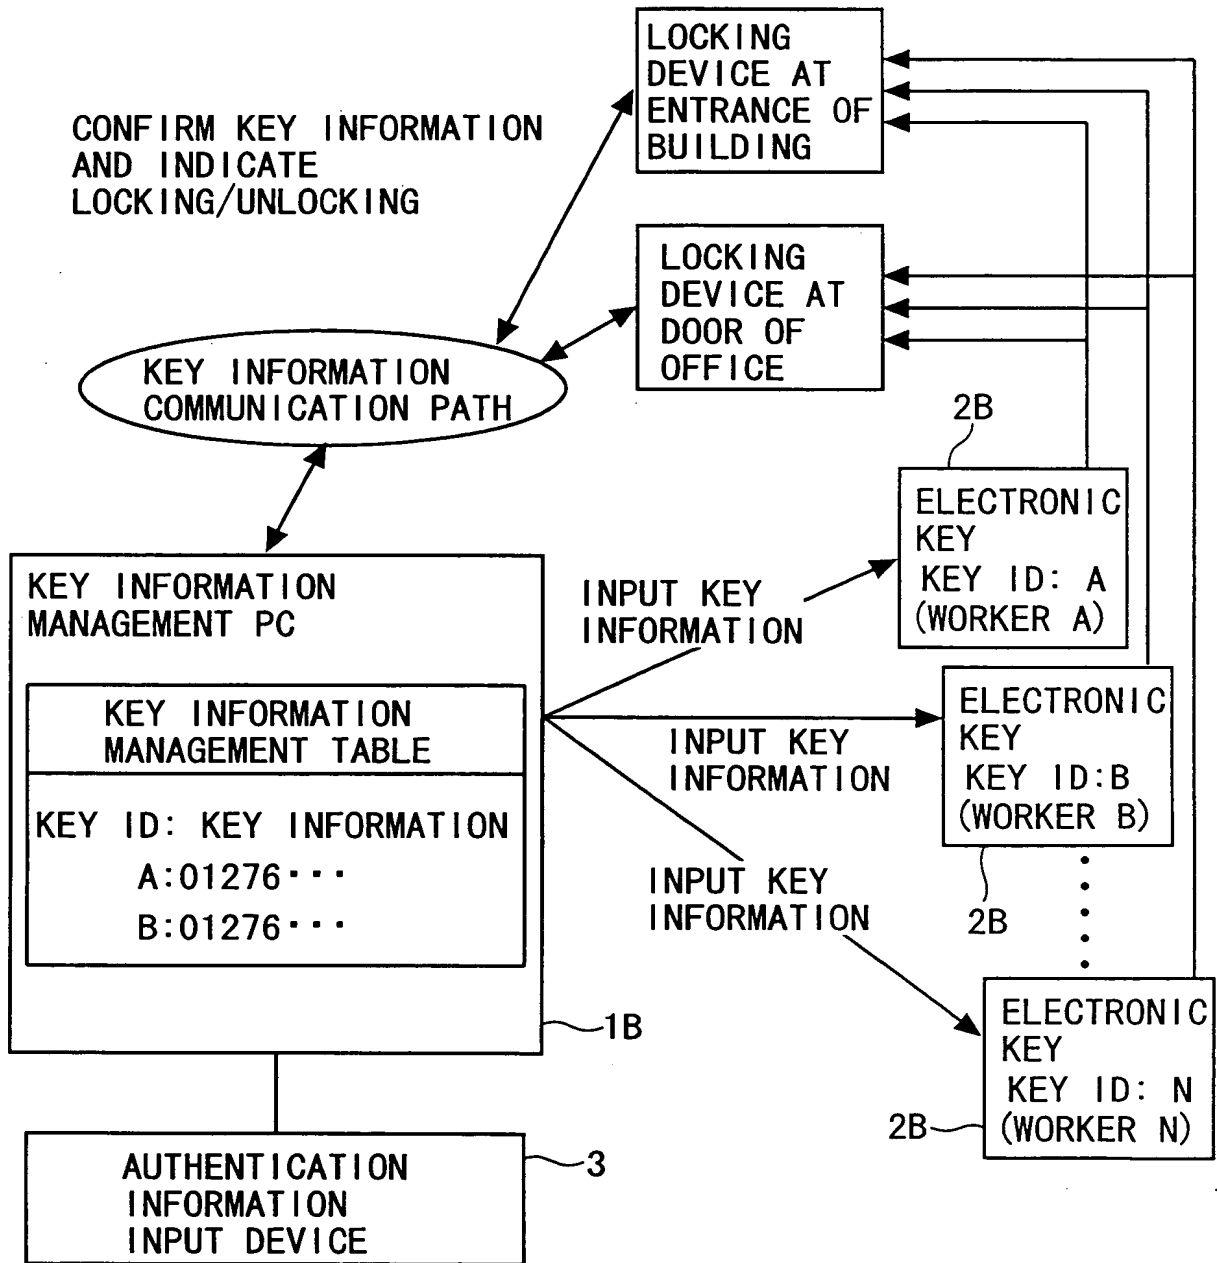 LOCKING
DEVICE AT
ENTRANCE OF
BUILDING
CONFIRM KEY INFORMATION
AND INDICATE
LOCKING/UNLOCKING
LOCKING
DEVICE AT
DOOR OF
OFFICE
KEY INFORMATION
COMMUNICATION PATH
2B
ELECTRONIC
KEY
KEY ID: A
(WORKER A)
KEY INFORMATION
MANAGEMENT PC
INPUT KEY
INFORMATION
KEY INFORMATION
MANAGEMENT TABLE
KEY ID: KEY INFORMATION
A:01276···
B:01276···
INPUT KEY
INFORMATION
ELECTRONIC
KEY
KEY ID:B
(WORKER B)
2B
INPUT KEY
INFORMATION
1B
ELECTRONIC
KEY
KEY ID: N
(WORKER N)
2B
AUTHENTICATION
INFORMATION
INPUT DEVICE
3